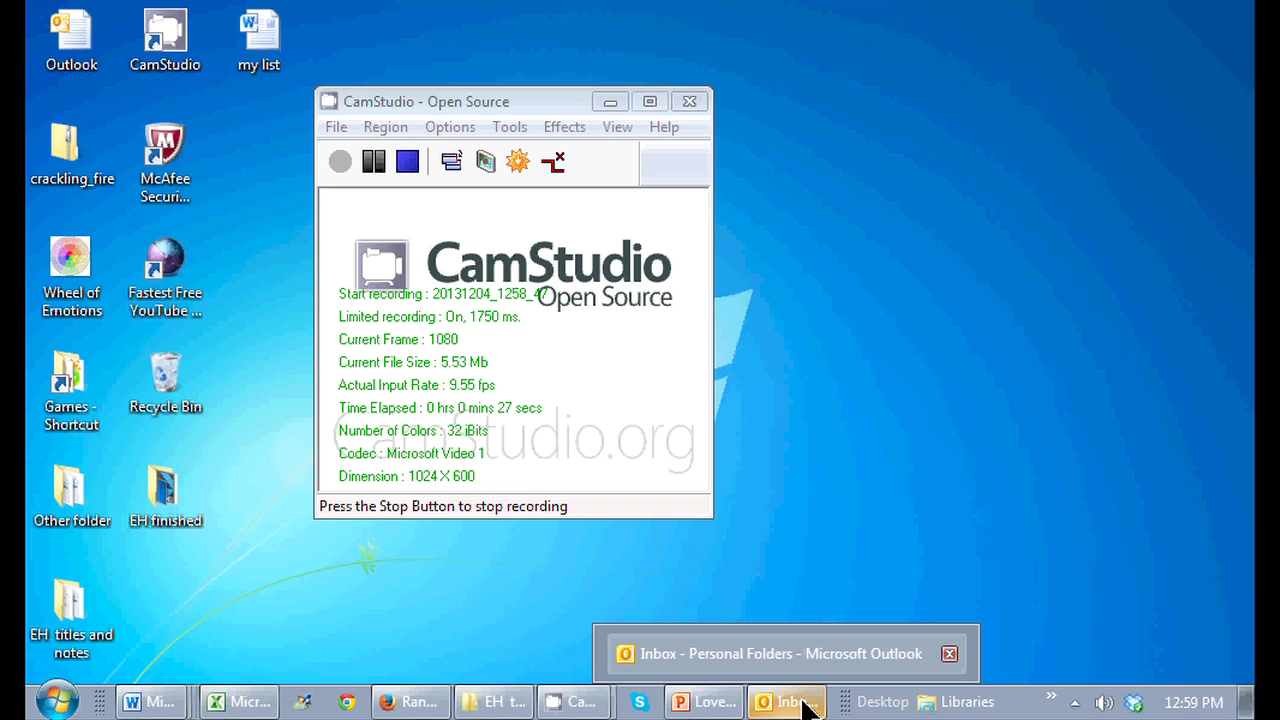 Outlook
CamStudio
my list
crackling_fire
McAfee
Securi...
Wheel of
Emotions
Fastest Free
YouTube ...
Games -
Shortcut
Recycle Bin
Other folder
EH finished
EH titles and
notes
CamStudio - Open Source
File Region Options Tools Effects View Help
CamStudio
Open Source
Start recording : 20131204_1258_47
Limited recording : On, 1750 ms.
Current Frame : 1080
Current File Size : 5.53 Mb
Actual Input Rate : 9.55 fps
Time Elapsed : 0 hrs 0 mins 27 secs
CamStudio.org
Number of Colors : 32 iBits
Codec : Microsoft Video 1
Dimension : 1024 X 600
Press the Stop Button to stop recording
Inbox - Personal Folders - Microsoft Outlook
Mi...
Micr...
Ran...
EH t...
Ca...
Love...
Inb...
Desktop
Libraries
12:59 PM